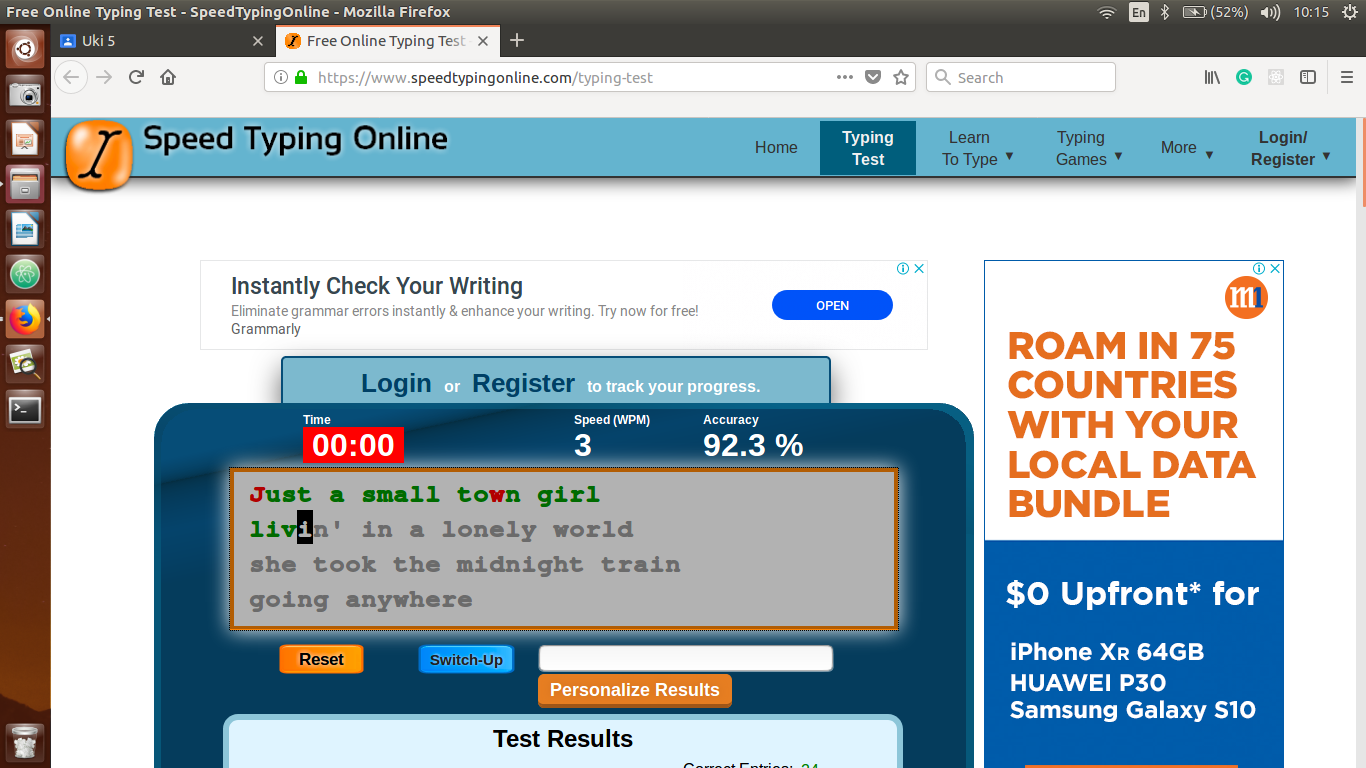 Free Online Typing Test - SpeedTypingOnline - Mozilla Firefox
En
(52%)
10:15
Uki 5
Free Online Typing Test
https://www.speedtypingonline.com/typing-test
Search
Speed Typing Online
Home
Typing
Test
Learn
To Type
Typing
Games
More
Login/
Register
Instantly Check Your Writing
Eliminate grammar errors instantly & enhance your writing. Try now for free!
Grammarly
OPEN
Login or Register to track your progress.
Time
Speed (WPM)
Accuracy
00:00
3
92.3 %
Just a small town girl
livin' in a lonely world
she took the midnight train
going anywhere
Reset
Switch-Up
Personalize Results
Test Results
Correct Entries: 24
m1
ROAM IN 75
COUNTRIES
WITH YOUR
LOCAL DATA
BUNDLE
$0 Upfront* for
iPhone XR 64GB
HUAWEI P30
Samsung Galaxy S10